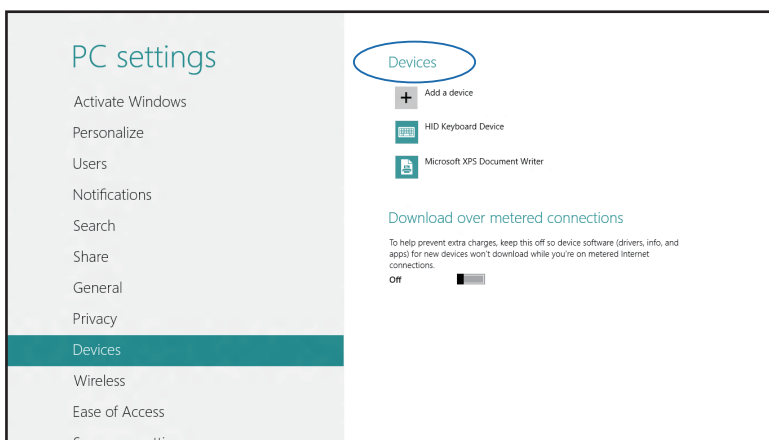 PC settings
Activate Windows
Personalize
Users
Notifications
Search
Share
General
Privacy
Devices
Wireless
Ease of Access
Devices
Add a device
HID Keyboard Device
Microsoft XPS Document Writer
Download over metered connections
To help prevent extra charges, keep this off so device software (drivers, info, and
apps) for new devices won't download while you're on metered Internet
connections.
Off